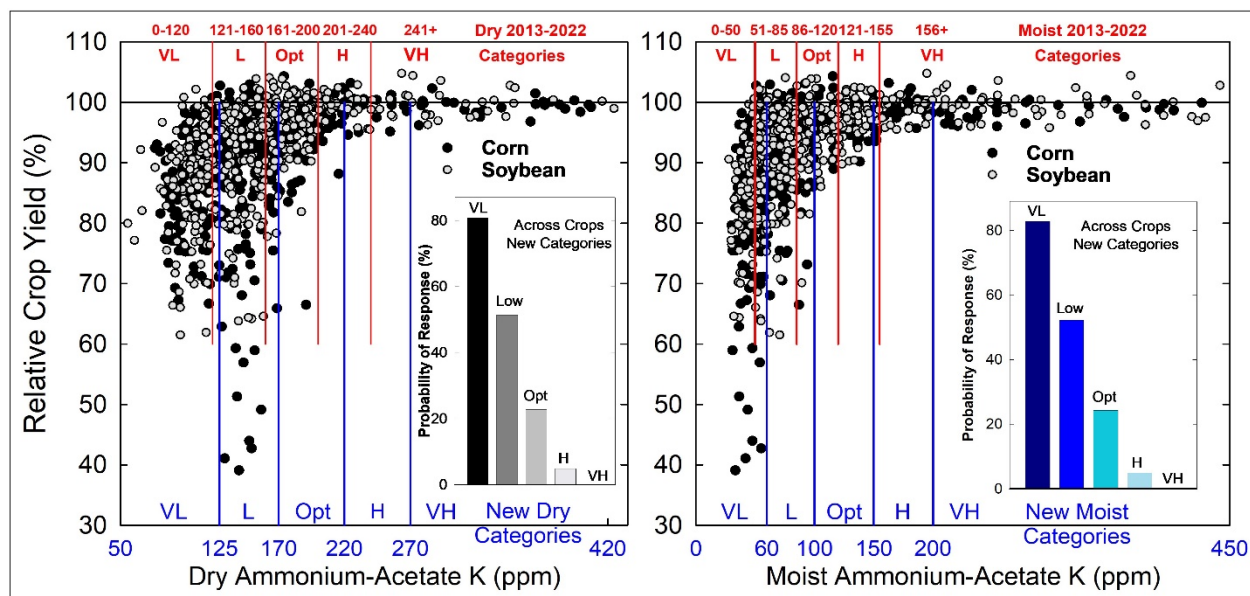 0-120 121-160 161-200 201-240 241+ Dry 2013-2022
VL L Opt H VH Categories
Relative Crop Yield (%)
110
100
90
80
70
60
50
40
30
Corn
Soybean
Probability of Response (%)
80
60
40
20
0
VL
Low
Opt
H
VH
Across Crops
New Categories
VL L Opt H VH New Dry
Categories
50 125 170 220 270 420
Dry Ammonium-Acetate K (ppm)
0-50 51-85 86-120 121-155 156+ Moist 2013-2022
VL L Opt H VH Categories
110
100
90
80
70
60
50
40
30
Corn
Soybean
Probability of Response (%)
80
60
40
20
0
VL
Low
Opt
H
VH
Across Crops
New Categories
VL L Opt H VH New Moist
Categories
0 60 100 150 200 450
Moist Ammonium-Acetate K (ppm)